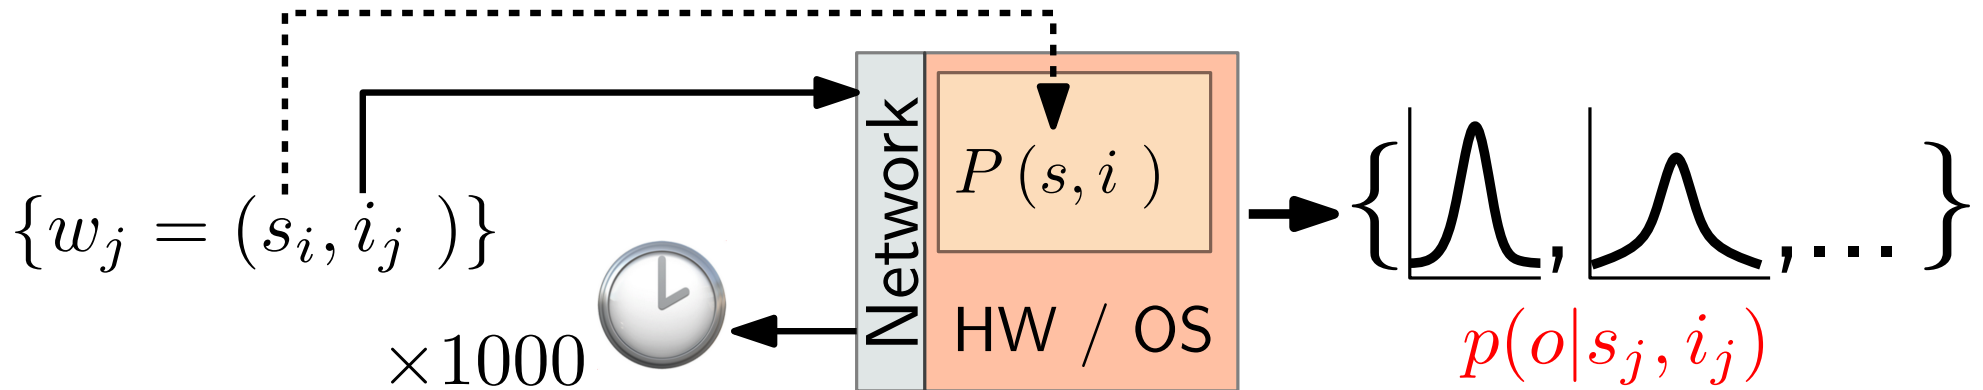 {w_j = (s_i, i_j )}
×1000
Network
P (s, i )
HW / OS
{ , ,... }
p(o|s_j, i_j)